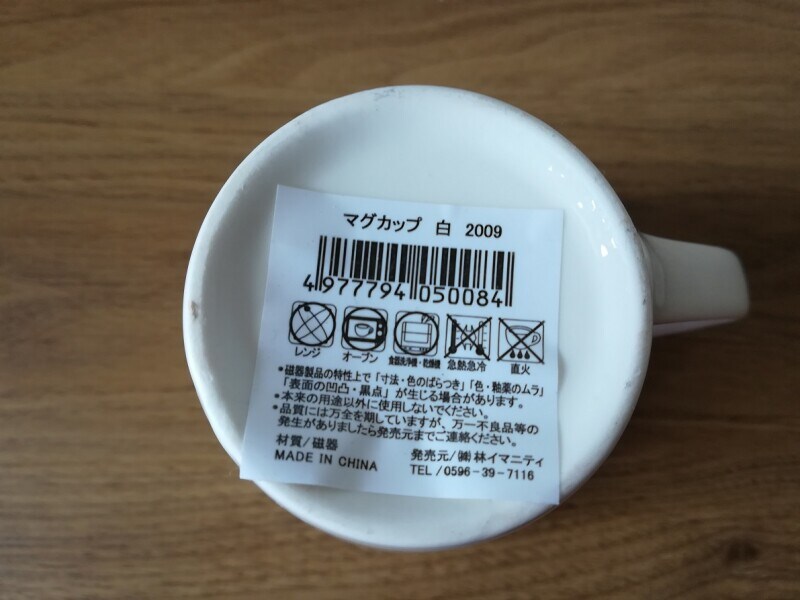 マグカップ 白 2009
4 977794 050084
レンジ オーブン 食器洗浄機・乾燥機 急熱急冷 直火
*磁器製品の特性上で「寸法・色のばらつき」「色・釉薬のムラ」
「表面の凹凸・黒点」が生じる場合があります。
*本来の用途以外に使用しないでください。
*品質には万全を期していますが、万一不良品等の
発生がありましたら発売元までご連絡ください。
材質/磁器 発売元/㈱林イマニティ
MADE IN CHINA TEL/0596-39-7116